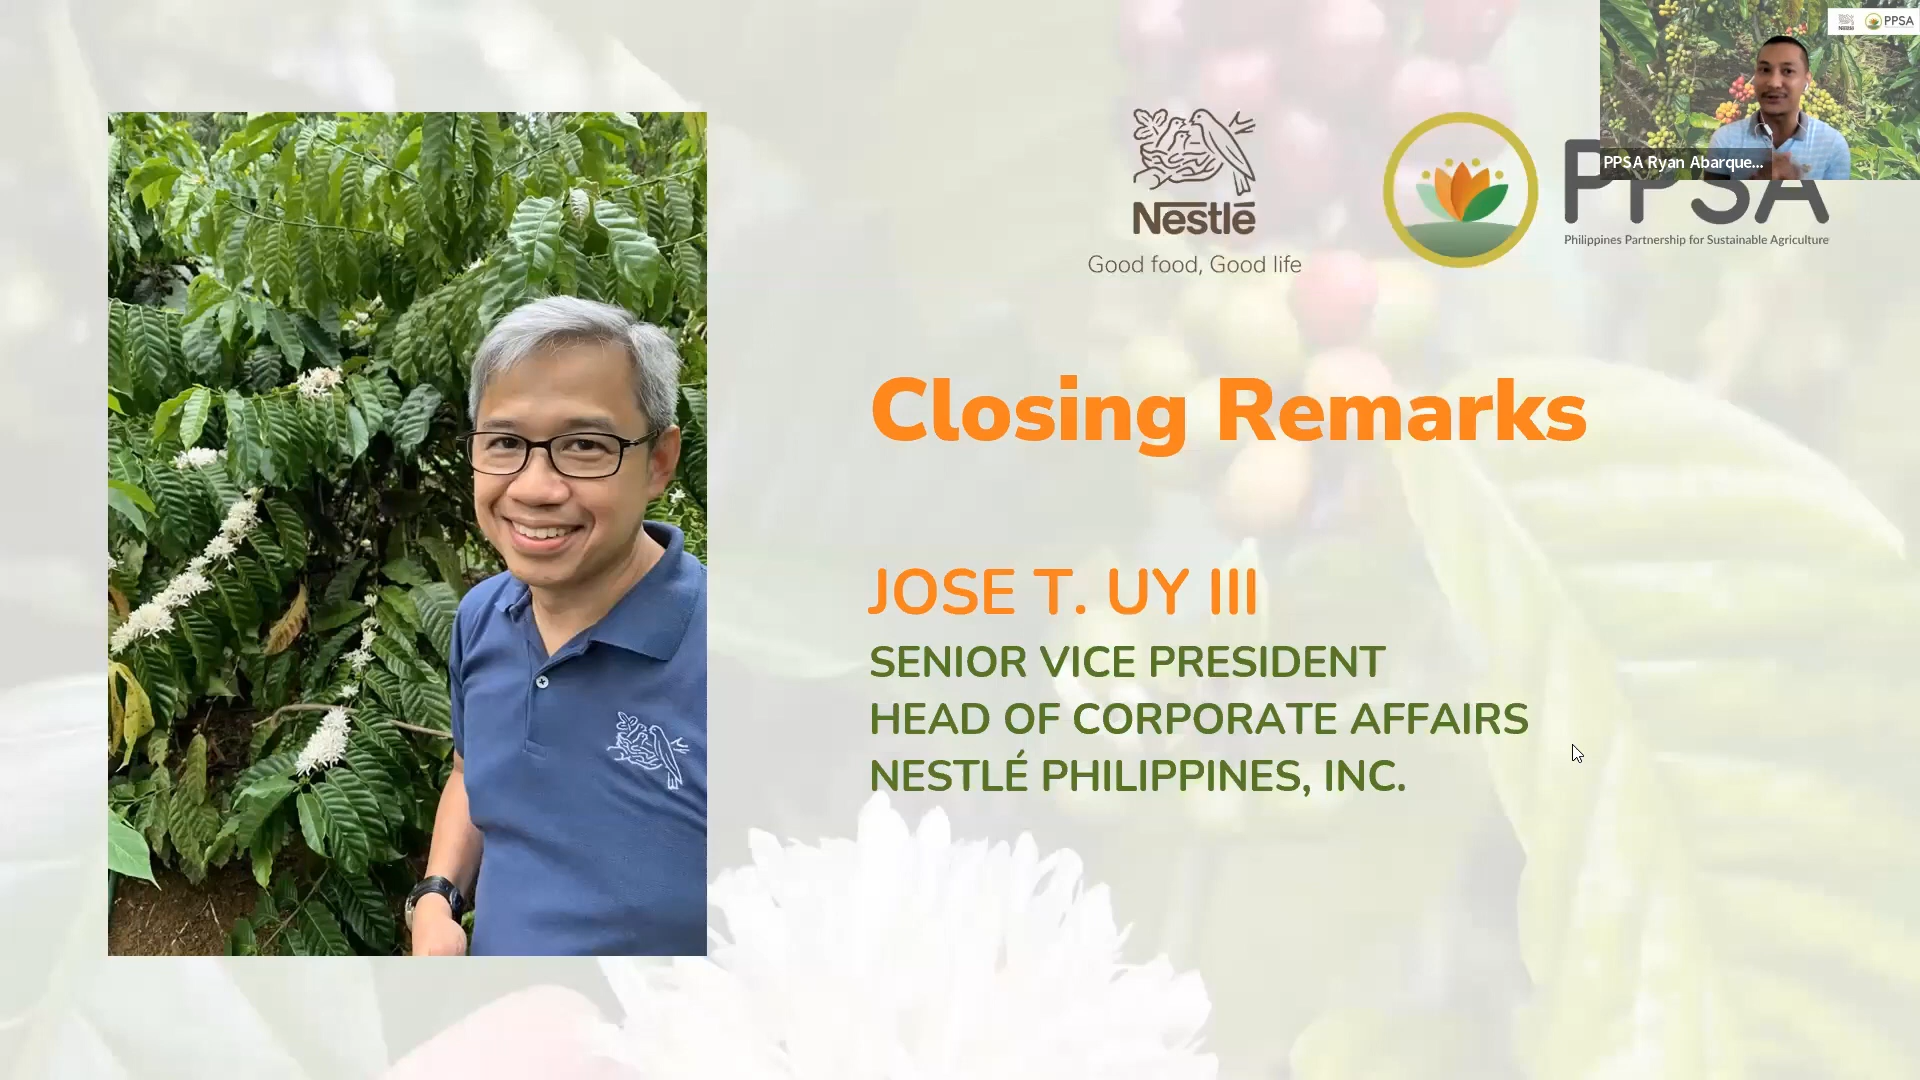 Nestlé
PPSA
PPSA Ryan Abarque...
Nestlé
Good food, Good life
PPSA
Philippines Partnership for Sustainable Agriculture
Closing Remarks
JOSE T. UY III
SENIOR VICE PRESIDENT
HEAD OF CORPORATE AFFAIRS
NESTLÉ PHILIPPINES, INC.